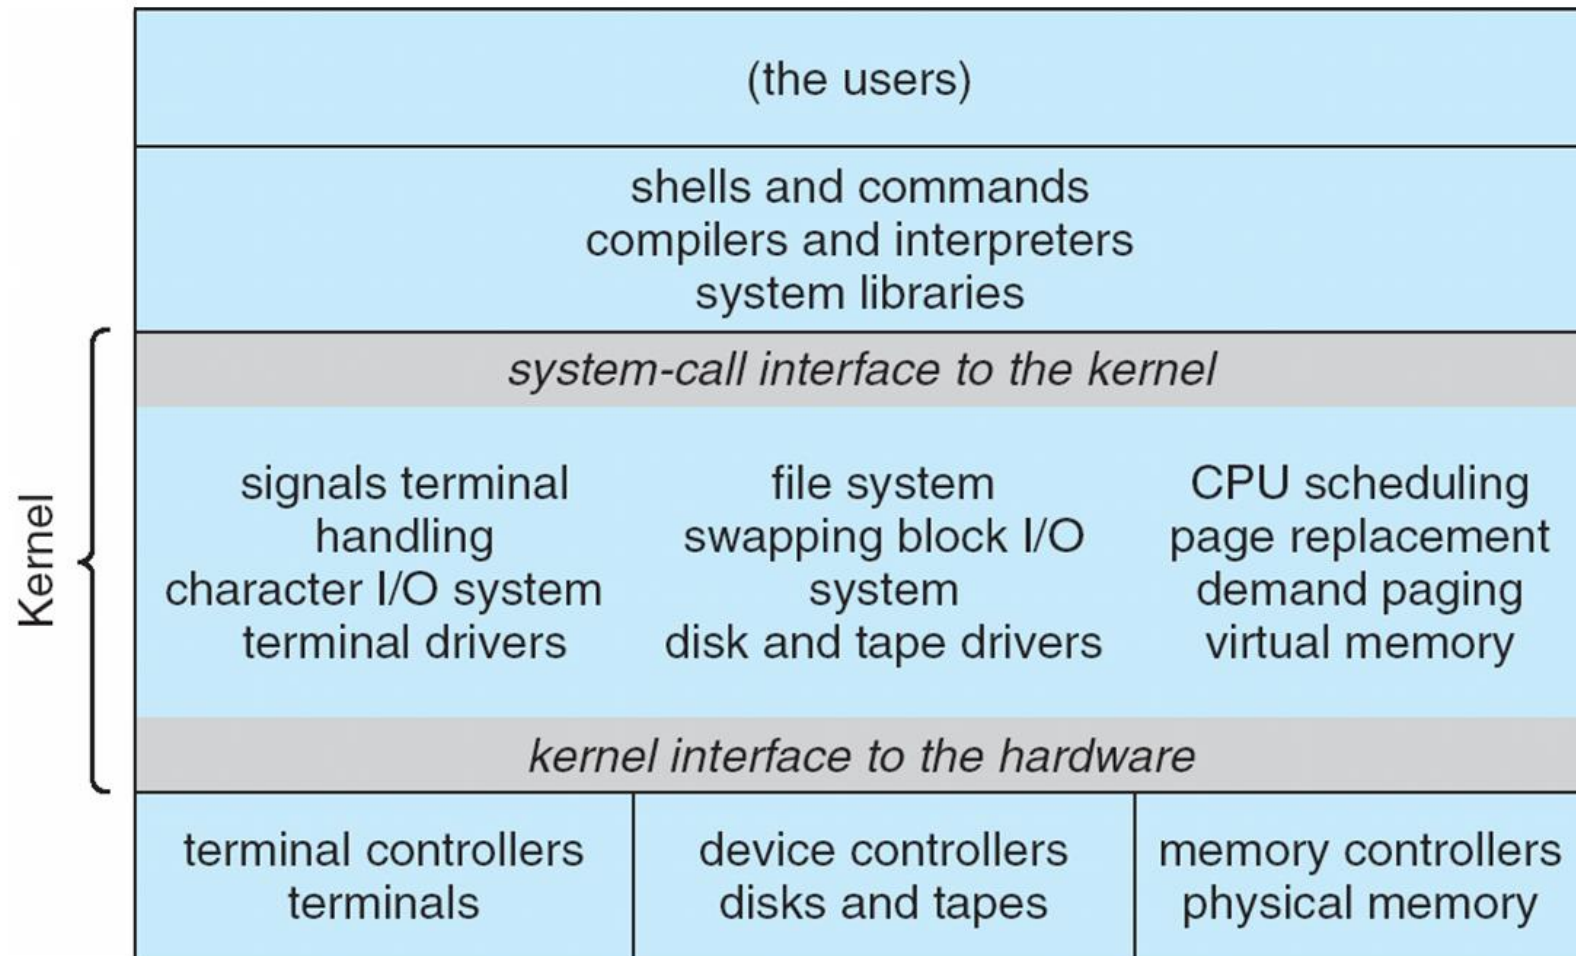 (the users)
shells and commands
compilers and interpreters
system libraries
Kernel
system-call interface to the kernel
signals terminal
handling
character I/O system
terminal drivers
file system
swapping block I/O
system
disk and tape drivers
CPU scheduling
page replacement
demand paging
virtual memory
kernel interface to the hardware
terminal controllers
terminals
device controllers
disks and tapes
memory controllers
physical memory